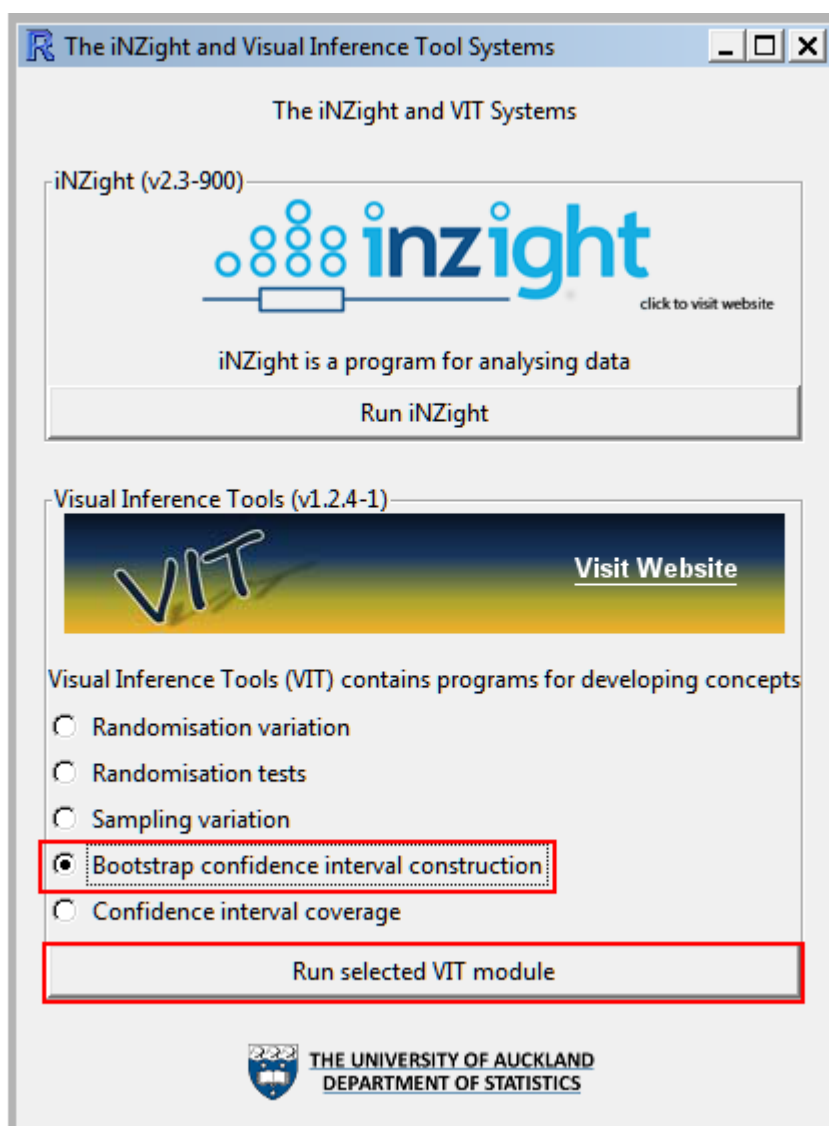 The iNZight and Visual Inference Tool Systems
The iNZight and VIT Systems
iNZight (v2.3-900)
inzight
click to visit website
iNZight is a program for analysing data
Run iNZight
Visual Inference Tools (v1.2.4-1)
VIT
Visit Website
Visual Inference Tools (VIT) contains programs for developing concepts
Randomisation variation
Randomisation tests
Sampling variation
Bootstrap confidence interval construction
Confidence interval coverage
Run selected VIT module
THE UNIVERSITY OF AUCKLAND
DEPARTMENT OF STATISTICS